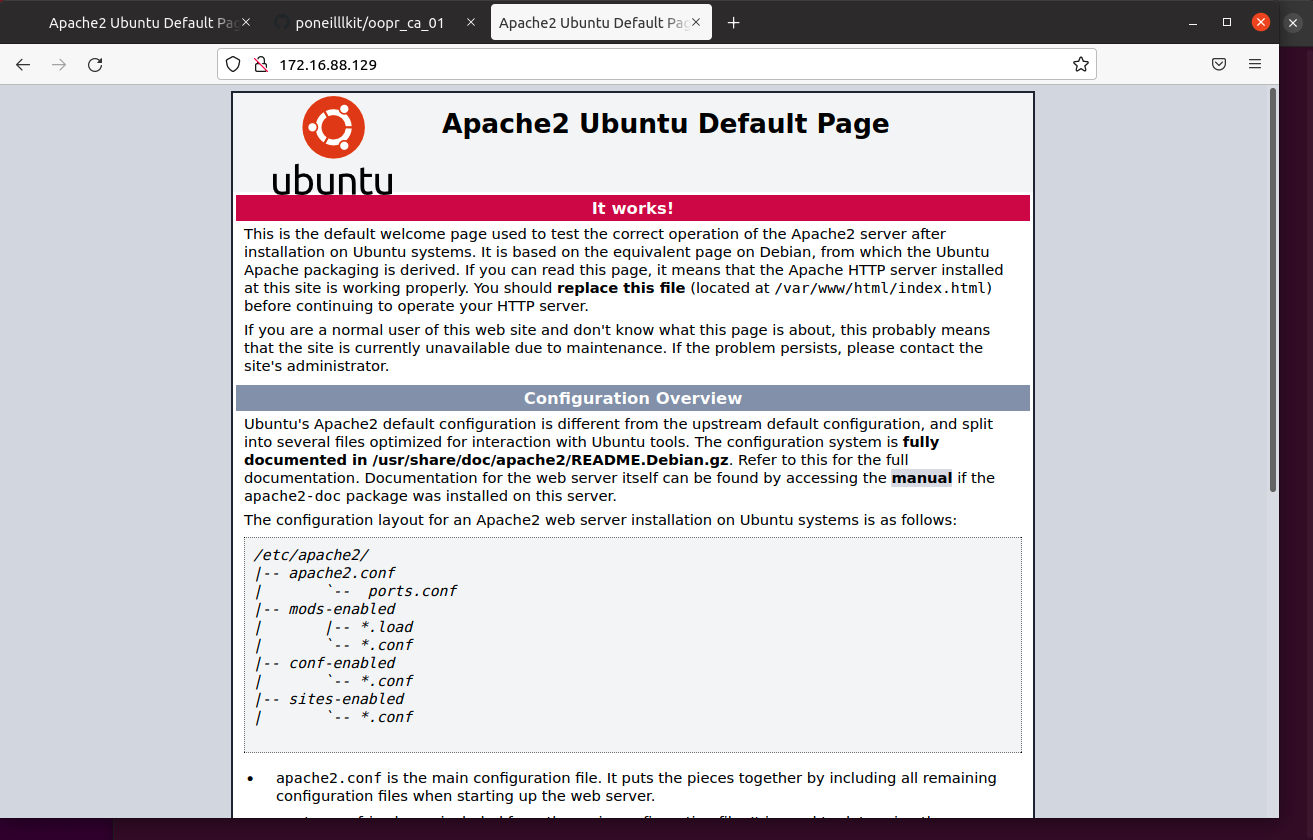 Apache2 Ubuntu Default Pag
poneilllkit/oopr_ca_01
Apache2 Ubuntu Default Pag
172.16.88.129
ubuntu
Apache2 Ubuntu Default Page
It works!
This is the default welcome page used to test the correct operation of the Apache2 server after
installation on Ubuntu systems. It is based on the equivalent page on Debian, from which the Ubuntu
Apache packaging is derived. If you can read this page, it means that the Apache HTTP server installed
at this site is working properly. You should replace this file (located at /var/www/html/index.html)
before continuing to operate your HTTP server.
If you are a normal user of this web site and don't know what this page is about, this probably means
that the site is currently unavailable due to maintenance. If the problem persists, please contact the
site's administrator.
Configuration Overview
Ubuntu's Apache2 default configuration is different from the upstream default configuration, and split
into several files optimized for interaction with Ubuntu tools. The configuration system is fully
documented in /usr/share/doc/apache2/README.Debian.gz. Refer to this for the full
documentation. Documentation for the web server itself can be found by accessing the manual if the
apache2-doc package was installed on this server.
The configuration layout for an Apache2 web server installation on Ubuntu systems is as follows:
/etc/apache2/
|-- apache2.conf
|       `--  ports.conf
|-- mods-enabled
|       |-- *.load
|       `-- *.conf
|-- conf-enabled
|       `-- *.conf
|-- sites-enabled
|       `-- *.conf
• apache2.conf is the main configuration file. It puts the pieces together by including all remaining
configuration files when starting up the web server.